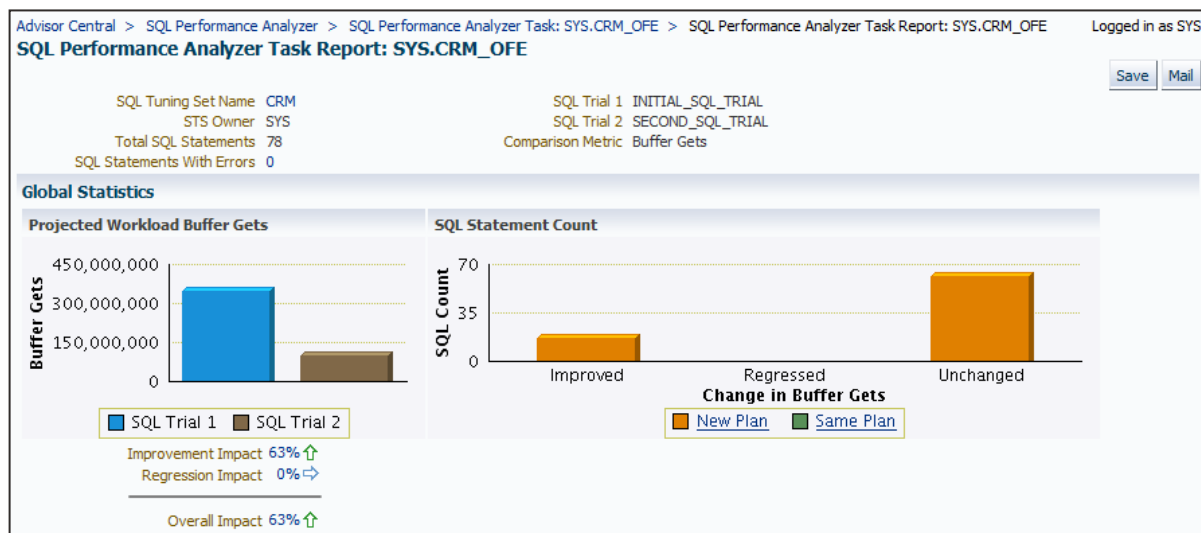 Advisor Central > SQL Performance Analyzer > SQL Performance Analyzer Task: SYS.CRM_OFE > SQL Performance Analyzer Task Report: SYS.CRM_OFE Logged in as SYS
SQL Performance Analyzer Task Report: SYS.CRM_OFE
Save Mail
SQL Tuning Set Name CRM SQL Trial 1 INITIAL_SQL_TRIAL
STS Owner SYS SQL Trial 2 SECOND_SQL_TRIAL
Total SQL Statements 78 Comparison Metric Buffer Gets
SQL Statements With Errors 0
Global Statistics
Projected Workload Buffer Gets
Buffer Gets
450,000,000
300,000,000
150,000,000
0
SQL Trial 1 SQL Trial 2
Improvement Impact 63%
Regression Impact 0%
Overall Impact 63%
SQL Statement Count
SQL Count
70
35
0
Improved Regressed Unchanged
Change in Buffer Gets
New Plan Same Plan